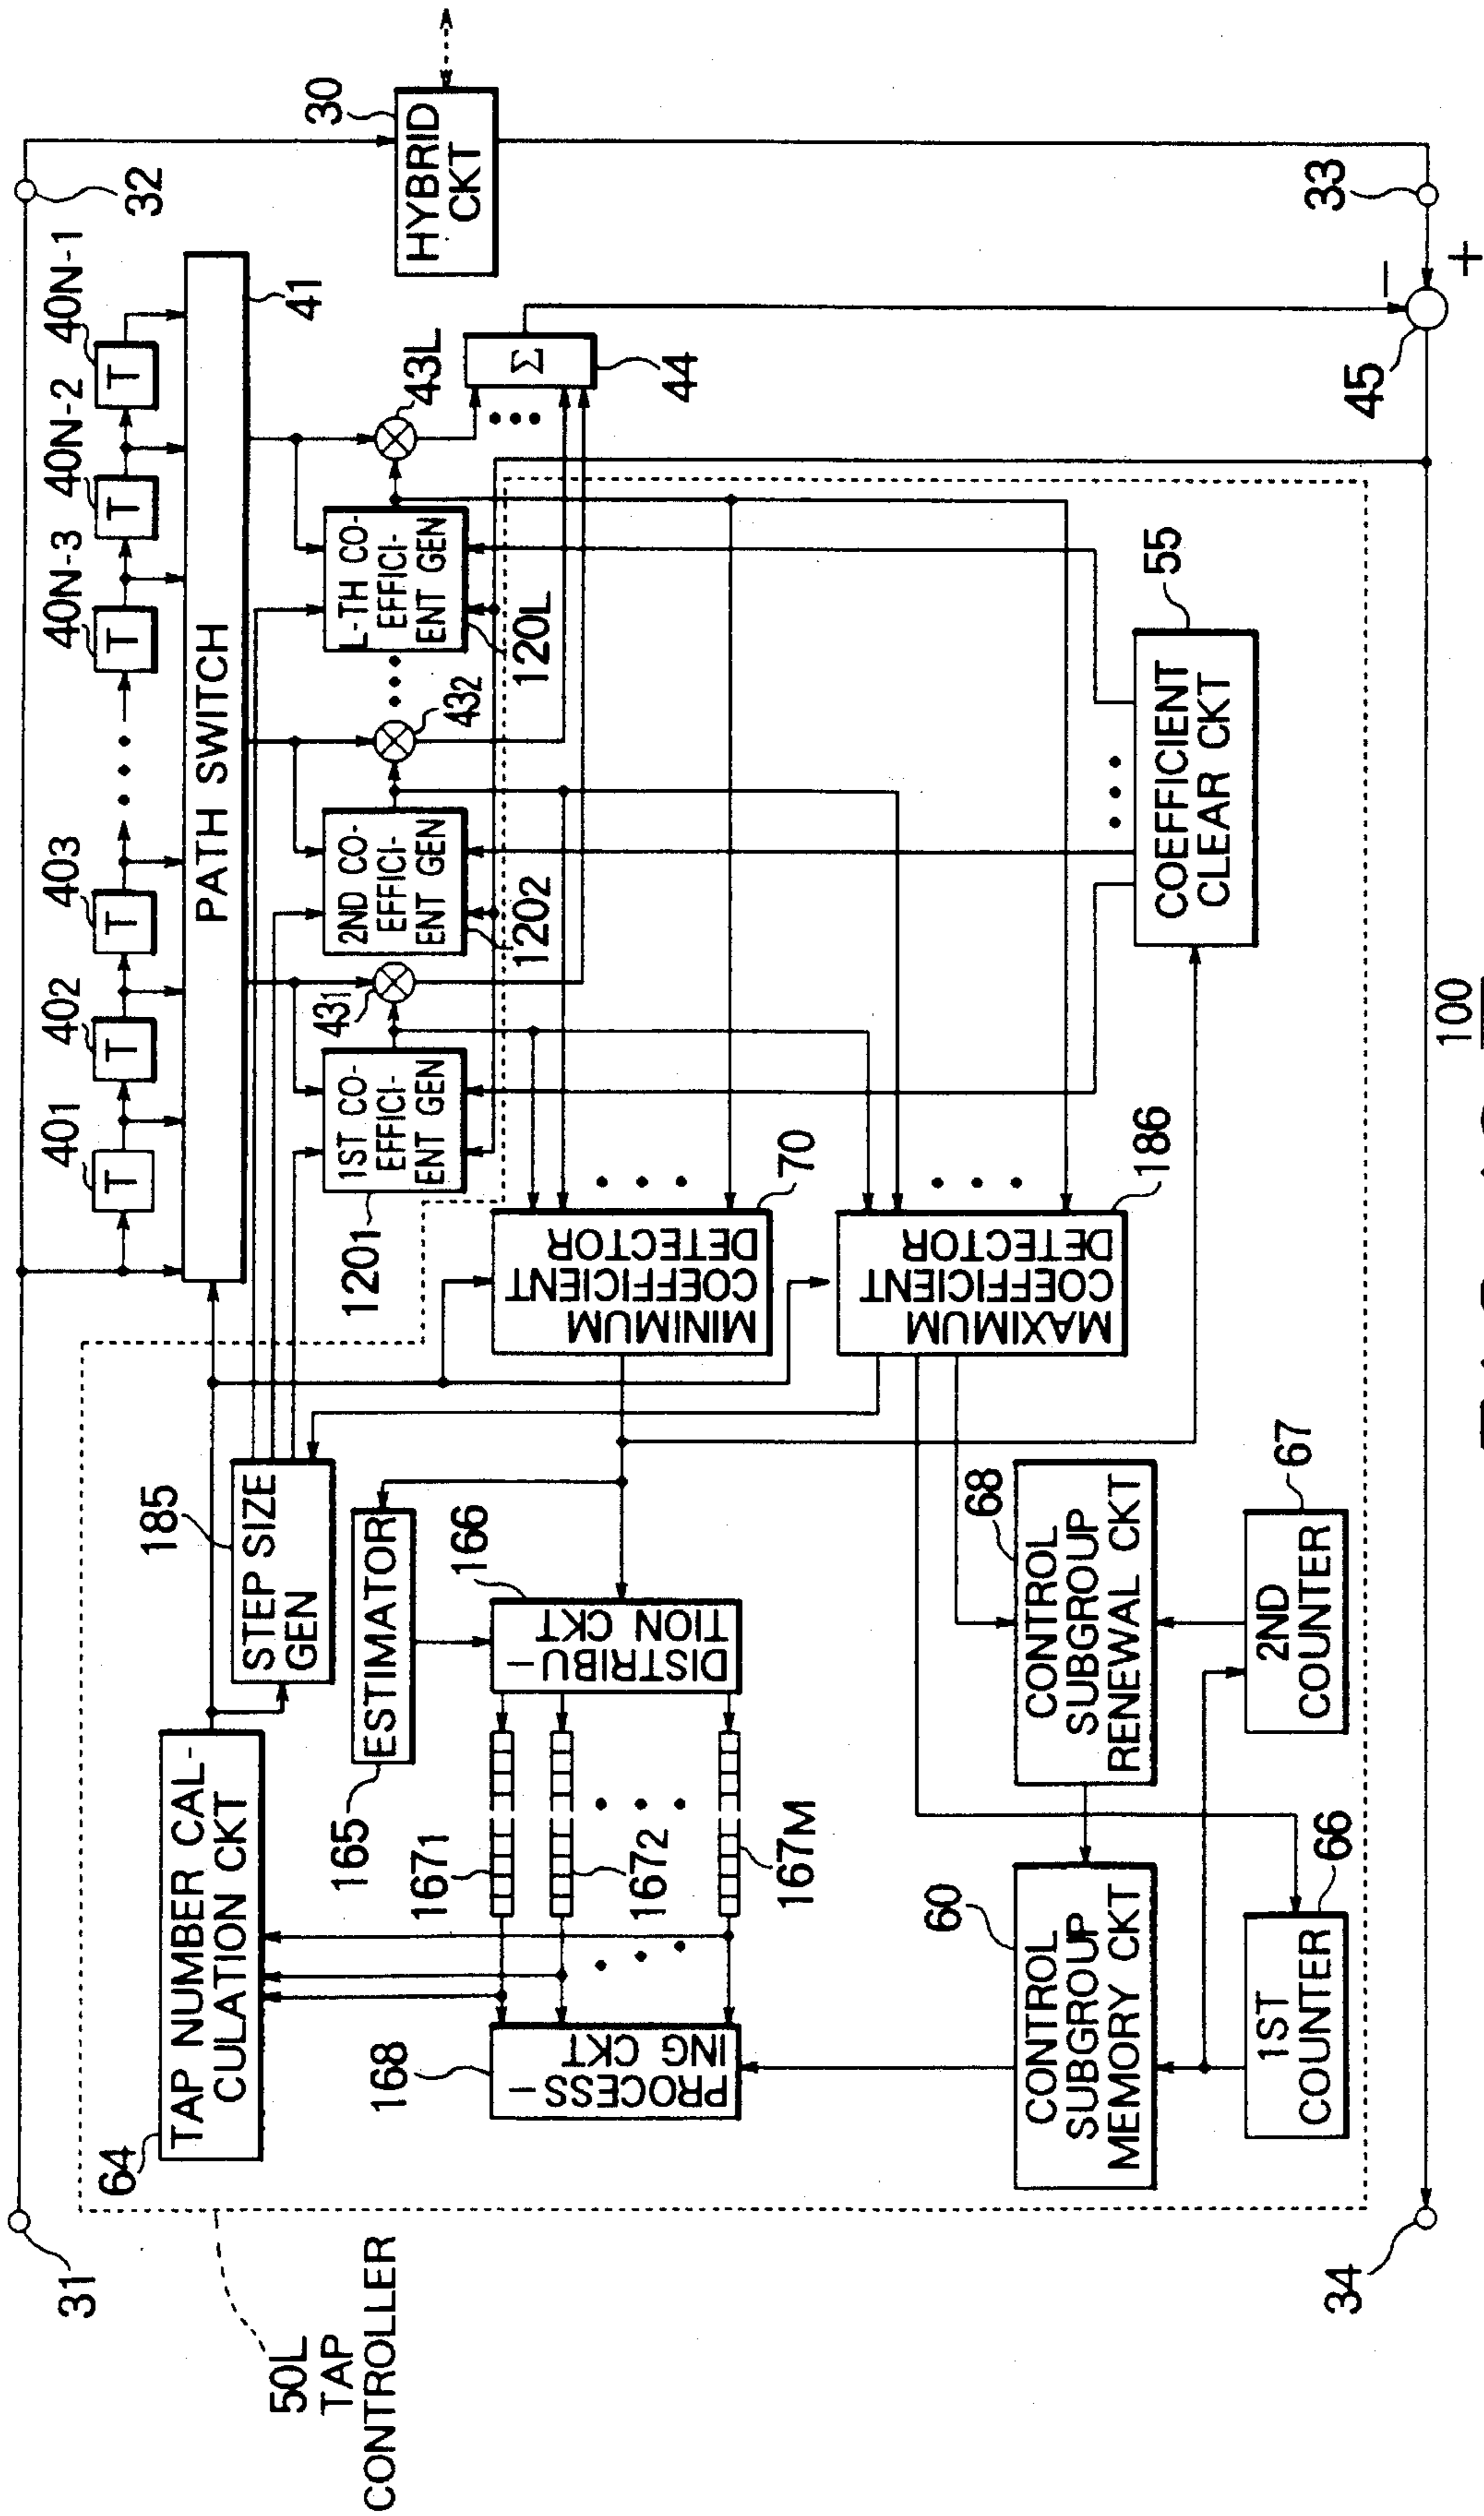 31
32
40₁
40₂
40₃
40N-3
40N-2
40N-1
T
T
T
T
T
T
30
HYBRID
CKT
PATH SWITCH
41
64
TAP NUMBER CAL-
CULATION CKT
185
STEP SIZE
GEN
120₁
1ST CO-
EFFICI-
ENT GEN
43₁
120₂
2ND CO-
EFFICI-
ENT GEN
43₂
120L
L-TH CO-
EFFICI-
ENT GEN
43L
Σ
44
165
ESTIMATOR
166
DISTRIBU-
TION CKT
167₁
167₂
167M
168
PROCESS-
ING CKT
MINIMUM
COEFFICIENT
DETECTOR
70
MAXIMUM
COEFFICIENT
DETECTOR
186
60
CONTROL
SUBGROUP
MEMORY CKT
68
CONTROL
SUBGROUP
RENEWAL CKT
1ST
COUNTER
66
2ND
COUNTER
67
COEFFICIENT
CLEAR CKT
55
50L
TAP
CONTROLLER
34
45
−
+
33
100